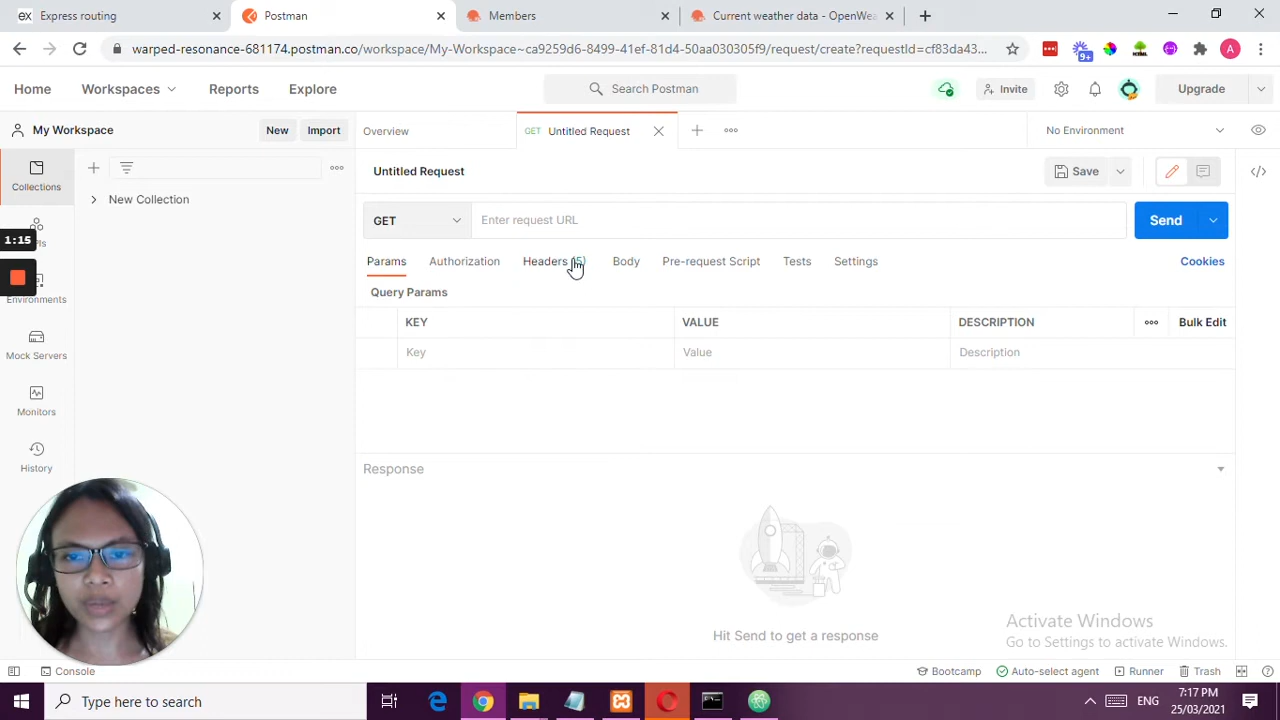 Express routing
Postman
Members
Current weather data - OpenWea
warped-resonance-681174.postman.co/workspace/My-Workspace~ca9259d6-8499-41ef-81d4-50aa030305f9/request/create?requestId=cf83da43...
9+
A
Home
Workspaces
Reports
Explore
Search Postman
Invite
Upgrade
My Workspace
New
Import
Overview
GET Untitled Request
No Environment
Collections
New Collection
Untitled Request
Save
GET
Enter request URL
Send
1:15
Is
Params
Authorization
Headers (5)
Body
Pre-request Script
Tests
Settings
Cookies
Environments
Query Params
KEY
VALUE
DESCRIPTION
Bulk Edit
Key
Value
Description
Mock Servers
Monitors
History
Response
Hit Send to get a response
Activate Windows
Go to Settings to activate Windows.
Console
Bootcamp
Auto-select agent
Runner
Trash
Type here to search
ENG
7:17 PM
25/03/2021